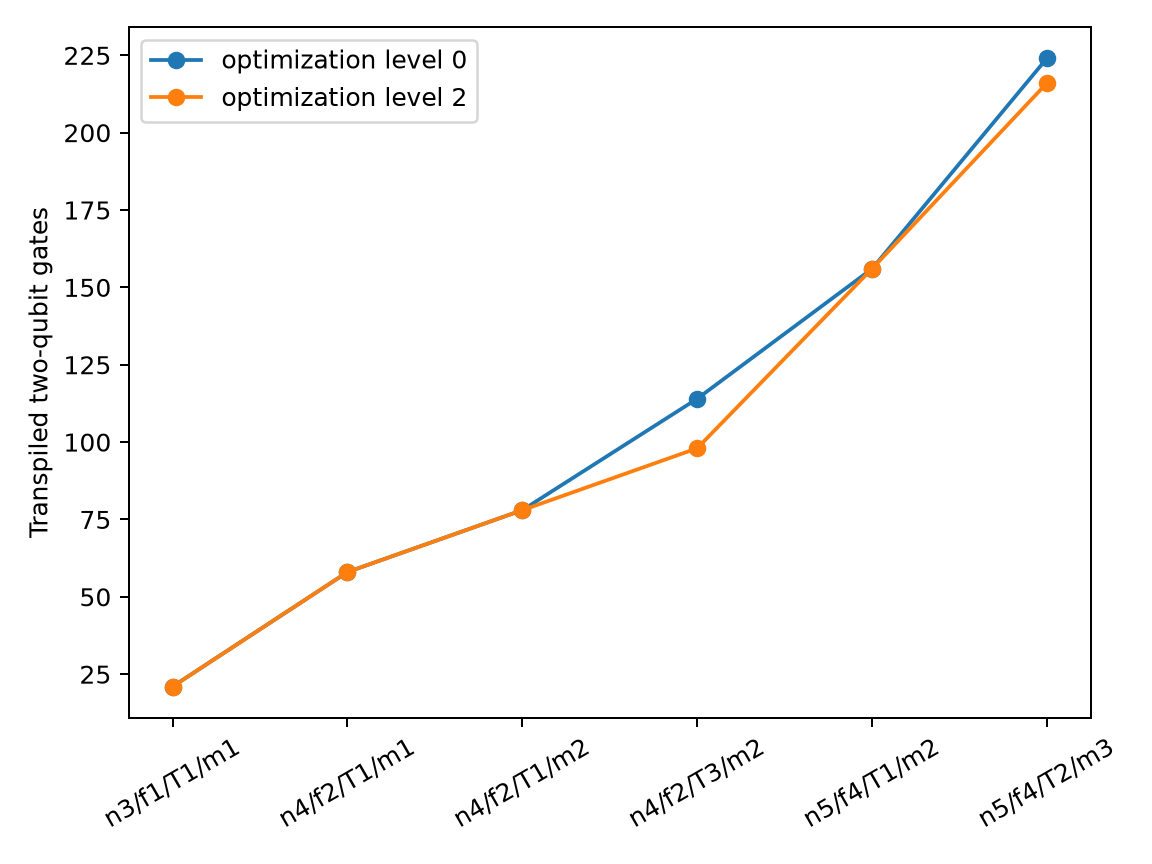 optimization level 0
optimization level 2
Transpiled two-qubit gates
225
200
175
150
125
100
75
50
25
n3/f1/T1/m1
n4/f2/T1/m1
n4/f2/T1/m2
n4/f2/T3/m2
n5/f4/T1/m2
n5/f4/T2/m3